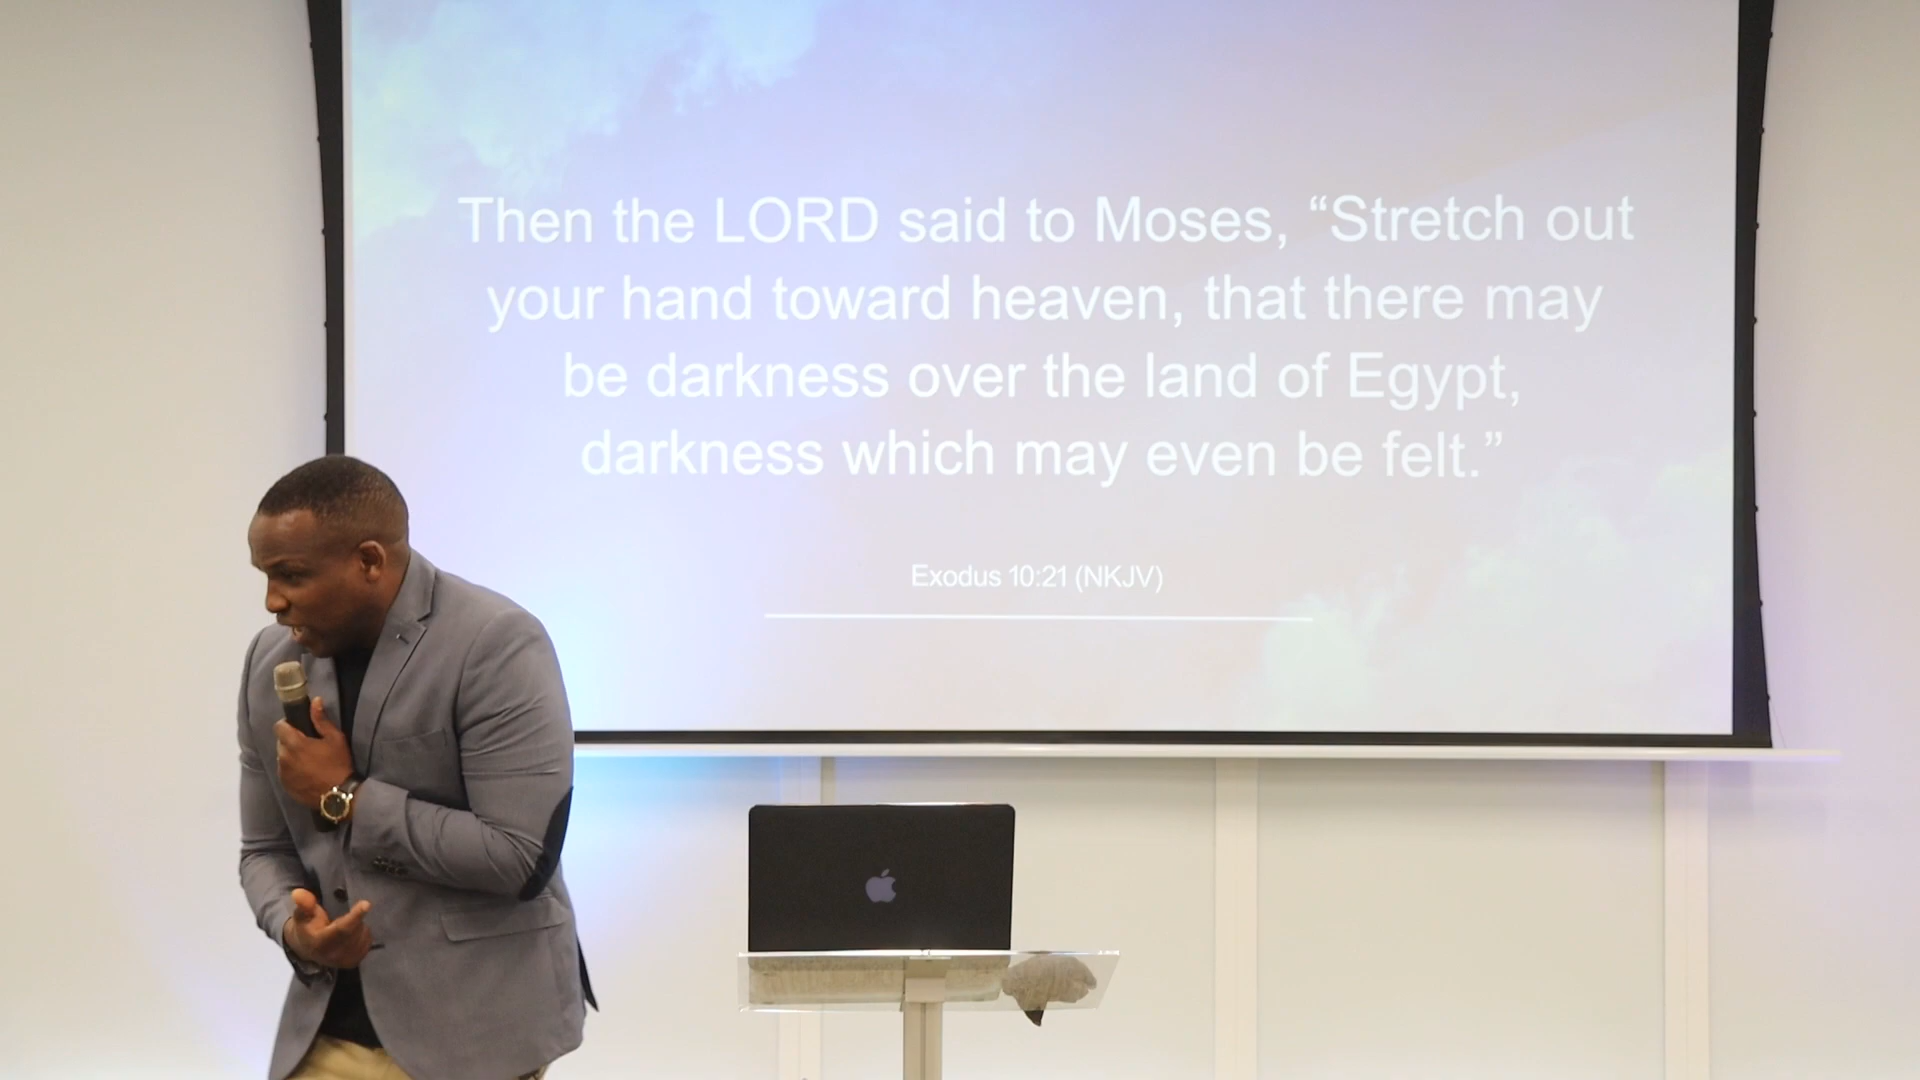 Then the LORD said to Moses, “Stretch out
your hand toward heaven, that there may
be darkness over the land of Egypt,
darkness which may even be felt.”
Exodus 10:21 (NKJV)